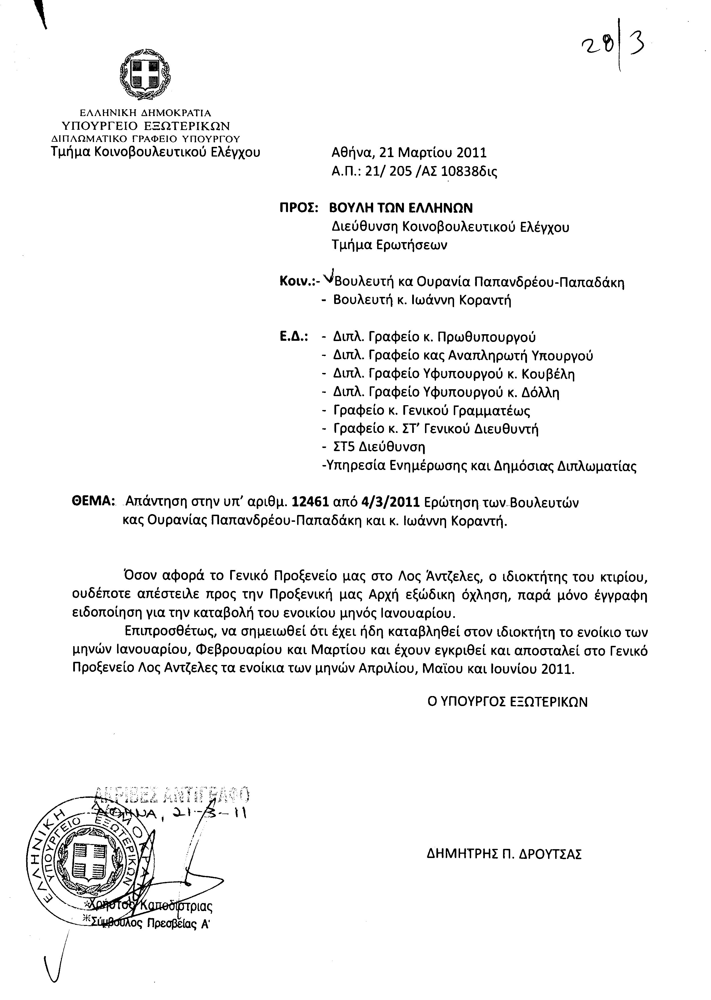 28/3
ΕΛΛΗΝΙΚΗ ΔΗΜΟΚΡΑΤΙΑ
ΥΠΟΥΡΓΕΙΟ ΕΞΩΤΕΡΙΚΩΝ
ΔΙΠΛΩΜΑΤΙΚΟ ΓΡΑΦΕΙΟ ΥΠΟΥΡΓΟΥ
Τμήμα Κοινοβουλευτικού Ελέγχου
Αθήνα, 21 Μαρτίου 2011
Α.Π.: 21/ 205 /ΑΣ 10838δις
ΠΡΟΣ: ΒΟΥΛΗ ΤΩΝ ΕΛΛΗΝΩΝ
Διεύθυνση Κοινοβουλευτικού Ελέγχου
Τμήμα Ερωτήσεων
Κοιν.:- Βουλευτή κα Ουρανία Παπανδρέου-Παπαδάκη
- Βουλευτή κ. Ιωάννη Κοραντή
Ε.Δ.: - Διπλ. Γραφείο κ. Πρωθυπουργού
- Διπλ. Γραφείο κας Αναπληρωτή Υπουργού
- Διπλ. Γραφείο Υφυπουργού κ. Κουβέλη
- Διπλ. Γραφείο Υφυπουργού κ. Δόλλη
- Γραφείο κ. Γενικού Γραμματέως
- Γραφείο κ. ΣΤ' Γενικού Διευθυντή
- ΣΤ5 Διεύθυνση
-Υπηρεσία Ενημέρωσης και Δημόσιας Διπλωματίας
ΘΕΜΑ: Απάντηση στην υπ' αριθμ. 12461 από 4/3/2011 Ερώτηση των Βουλευτών
κας Ουρανίας Παπανδρέου-Παπαδάκη και κ. Ιωάννη Κοραντή.
Όσον αφορά το Γενικό Προξενείο μας στο Λος Άντζελες, ο ιδιοκτήτης του κτιρίου,
ουδέποτε απέστειλε προς την Προξενική μας Αρχή εξώδικη όχληση, παρά μόνο έγγραφη
ειδοποίηση για την καταβολή του ενοικίου μηνός Ιανουαρίου.
Επιπροσθέτως, να σημειωθεί ότι έχει ήδη καταβληθεί στον ιδιοκτήτη το ενοίκιο των
μηνών Ιανουαρίου, Φεβρουαρίου και Μαρτίου και έχουν εγκριθεί και αποσταλεί στο Γενικό
Προξενείο Λος Αντζελες τα ενοίκια των μηνών Απριλίου, Μαϊου και Ιουνίου 2011.
Ο ΥΠΟΥΡΓΟΣ ΕΞΩΤΕΡΙΚΩΝ
ΑΚΡΙΒΕΣ ΑΝΤΙΓΡΑΦΟ
ΑΘΗΝΑ, 21-3-11
ΕΛΛΗΝΙΚΗ ΔΗΜΟΚΡΑΤΙΑ
ΥΠΟΥΡΓΕΙΟ ΕΞΩΤΕΡΙΚΩΝ
ΔΗΜΗΤΡΗΣ Π. ΔΡΟΥΤΣΑΣ
Χρήστος Καποδίστριας
Σύμβουλος Πρεσβείας Α'